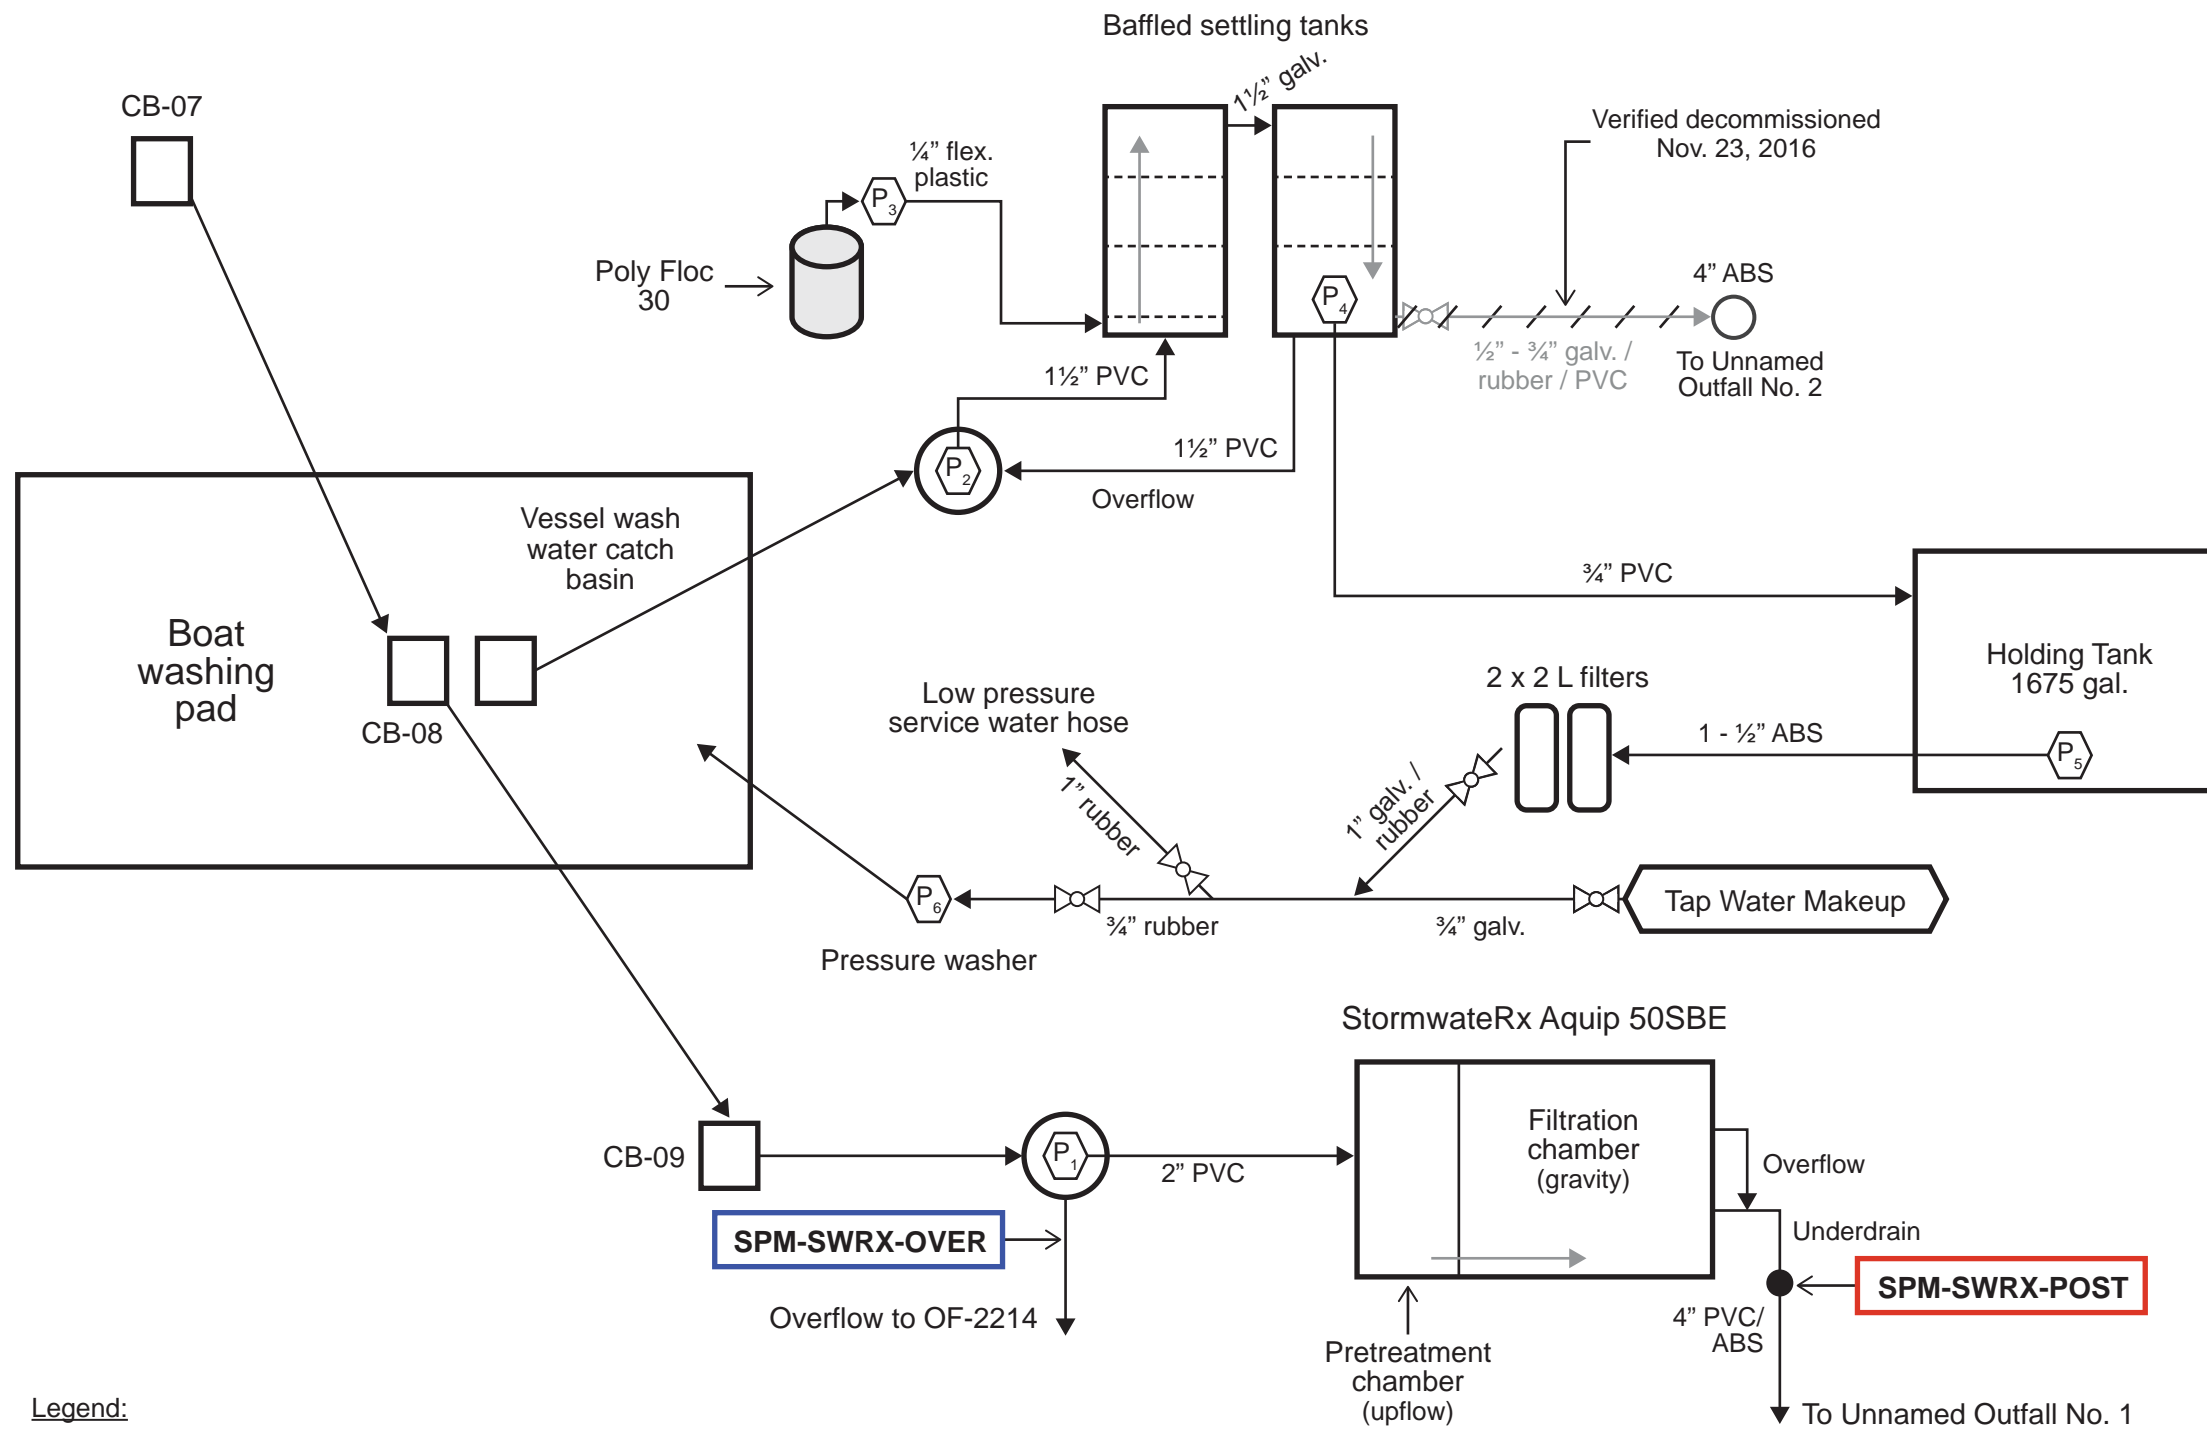 Baffled settling tanks
1½” galv.
CB-07
Verified decommissioned
Nov. 23, 2016
¼” flex.
plastic
P3
Poly Floc
30
4” ABS
P4
½” - ¾” galv. /
rubber / PVC
To Unnamed
Outfall No. 2
1½” PVC
1½” PVC
P2
Overflow
Vessel wash
water catch
basin
¾” PVC
Boat
washing
pad
CB-08
Holding Tank
1675 gal.
2 x 2 L filters
Low pressure
service water hose
1 - ½” ABS
P5
1” rubber
1” galv. /
rubber
P6
Tap Water Makeup
¾” rubber
¾” galv.
Pressure washer
StormwateRx Aquip 50SBE
Filtration
chamber
(gravity)
CB-09
P1
2” PVC
Overflow
Underdrain
SPM-SWRX-OVER
SPM-SWRX-POST
Overflow to OF-2214
4” PVC/
ABS
Pretreatment
chamber
(upflow)
Legend:
To Unnamed Outfall No. 1